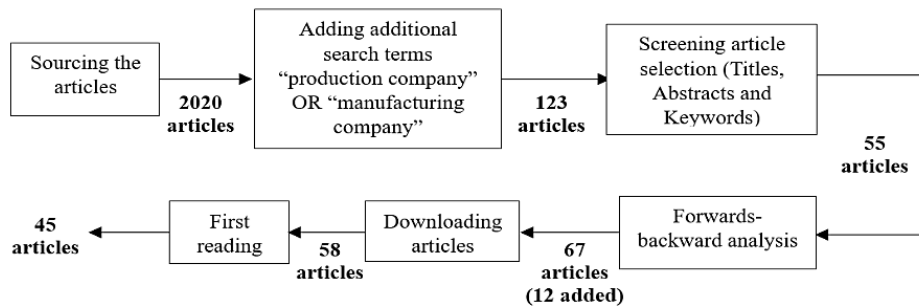 Sourcing the
articles
2020
articles
Adding additional
search terms
“production company”
OR “manufacturing
company”
123
articles
Screening article
selection (Titles,
Abstracts and
Keywords)
55
articles
Forwards-
backward analysis
67
articles
(12 added)
Downloading
articles
58
articles
First
reading
45
articles